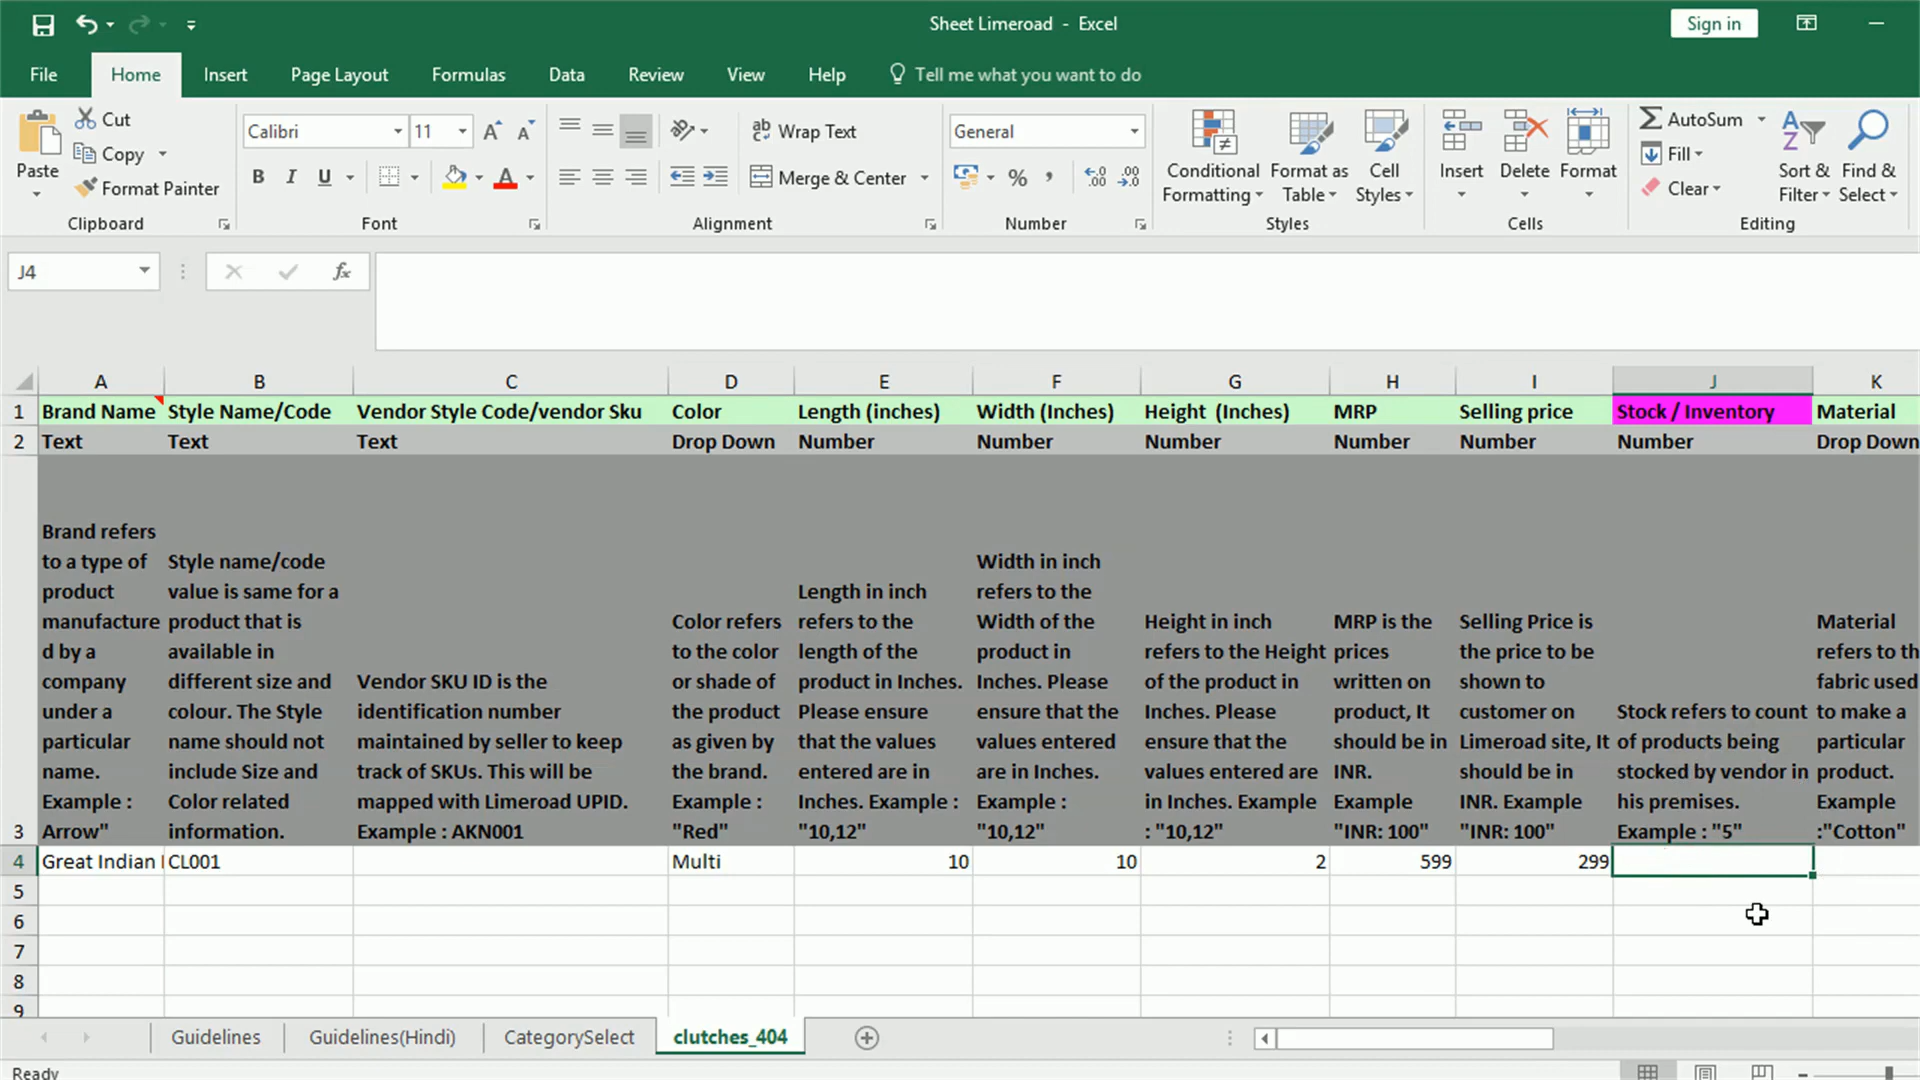 Sheet Limeroad - Excel
Sign in
File Home Insert Page Layout Formulas Data Review View Help Tell me what you want to do
Paste
Cut
Copy
Format Painter
Clipboard
Calibri 11
B I U
Font
Wrap Text
Merge & Center
Alignment
General
Number
Conditional Formatting
Format as Table
Cell Styles
Styles
Insert
Delete
Format
Cells
AutoSum
Fill
Clear
Sort & Filter
Find & Select
Editing
J4
fx
A B C D E F G H I J K
1 Brand Name Style Name/Code Vendor Style Code/vendor Sku Color Length (inches) Width (Inches) Height (Inches) MRP Selling price Stock / Inventory Material
2 Text Text Text Drop Down Number Number Number Number Number Number Drop Down
3
Brand refers
to a type of
product
manufacture
d by a
company
under a
particular
name.
Example :
Arrow"
Style name/code
value is same for a
product that is
available in
different size and
colour. The Style
name should not
include Size and
Color related
information.
Vendor SKU ID is the
identification number
maintained by seller to keep
track of SKUs. This will be
mapped with Limeroad UPID.
Example : AKN001
Color refers
to the color
or shade of
the product
as given by
the brand.
Example :
"Red"
Length in inch
refers to the
length of the
product in Inches.
Please ensure
that the values
entered are in
Inches. Example :
"10,12"
Width in inch
refers to the
Width of the
product in
Inches. Please
ensure that the
values entered
are in Inches.
Example :
"10,12"
Height in inch
refers to the Height
of the product in
Inches. Please
ensure that the
values entered are
in Inches. Example
: "10,12"
MRP is the
prices
written on
product, It
should be in
INR.
Example
"INR: 100"
Selling Price is
the price to be
shown to
customer on
Limeroad site, It
should be in
INR. Example
"INR: 100"
Stock refers to count
of products being
stocked by vendor in
his premises.
Example : "5"
Material
refers to th
fabric used
to make a
particular
product.
Example
:"Cotton"
4 Great Indian CL001 Multi 10 10 2 599 299
5
6
7
8
9
Guidelines Guidelines(Hindi) CategorySelect clutches_404
Ready